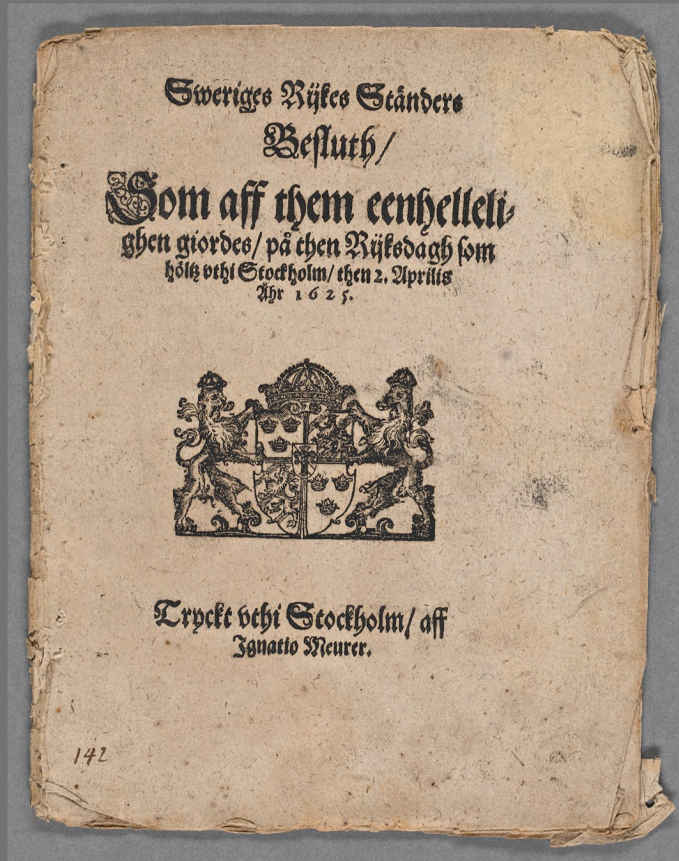 Sweriges Rijkes Ständers
Besluth/
Som aff them eenhelleli⸗
ghen giordes/ på then Rijksdagh som
höltz vthi Stockholm/ then 2. Aprilis
Åhr 1625.
Tryckt vthi Stockholm/ aff
Ignatio Meurer.
142